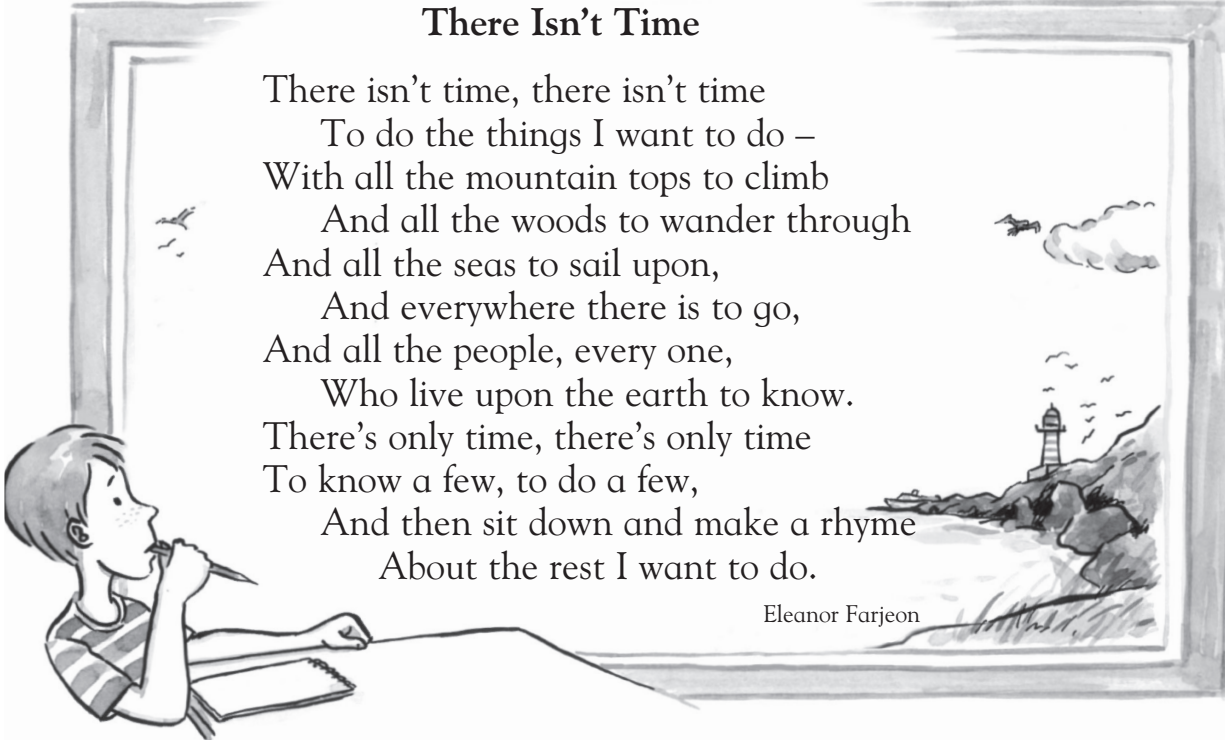 There Isn't Time
There isn't time, there isn't time
To do the things I want to do –
With all the mountain tops to climb
And all the woods to wander through
And all the seas to sail upon,
And everywhere there is to go,
And all the people, every one,
Who live upon the earth to know.
There's only time, there's only time
To know a few, to do a few,
And then sit down and make a rhyme
About the rest I want to do.
Eleanor Farjeon